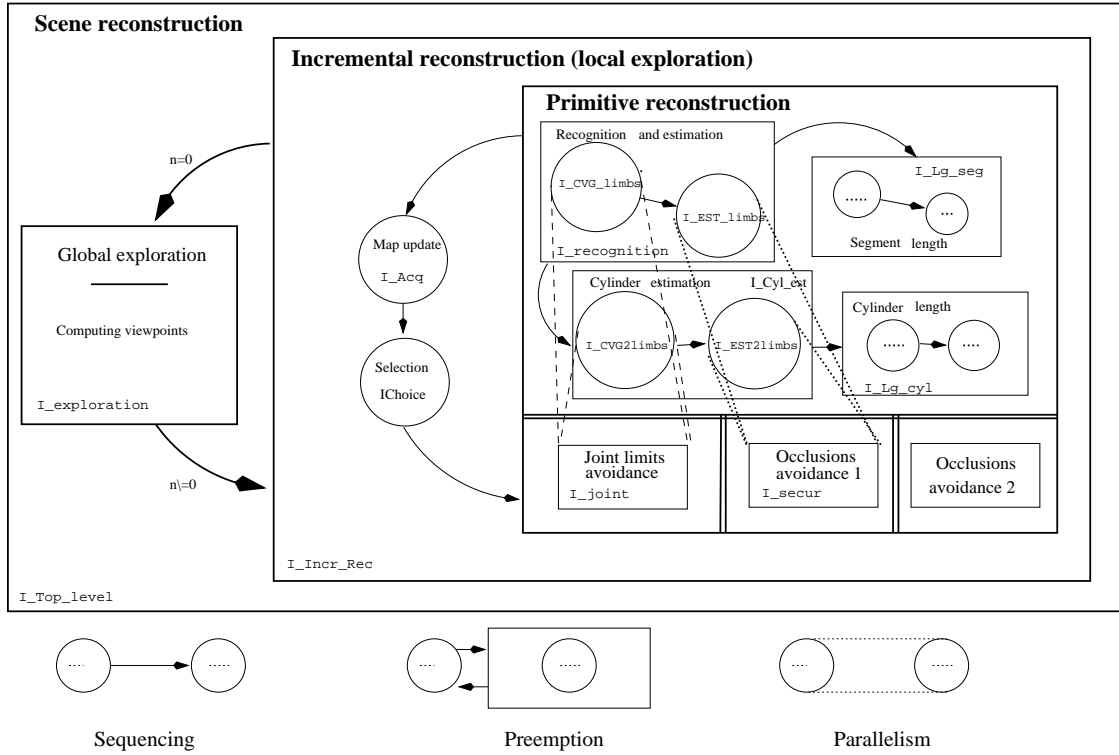 Scene reconstruction
Incremental reconstruction (local exploration)
Primitive reconstruction
Recognition and estimation
I_CVG_limbs
I_EST_limbs
I_recognition
I_Lg_seg
.....
...
Segment length
n=0
Map update
I_Acq
Global exploration
Computing viewpoints
I_exploration
Cylinder estimation
I_Cyl_est
I_CVG2limbs
I_EST2limbs
Cylinder length
.....
....
I_Lg_cyl
Selection
IChoice
n\=0
Joint limits
avoidance
I_joint
Occlusions
avoidance 1
I_secur
Occlusions
avoidance 2
I_Incr_Rec
I_Top_level
....
.....
....
.....
....
.....
Sequencing
Preemption
Parallelism